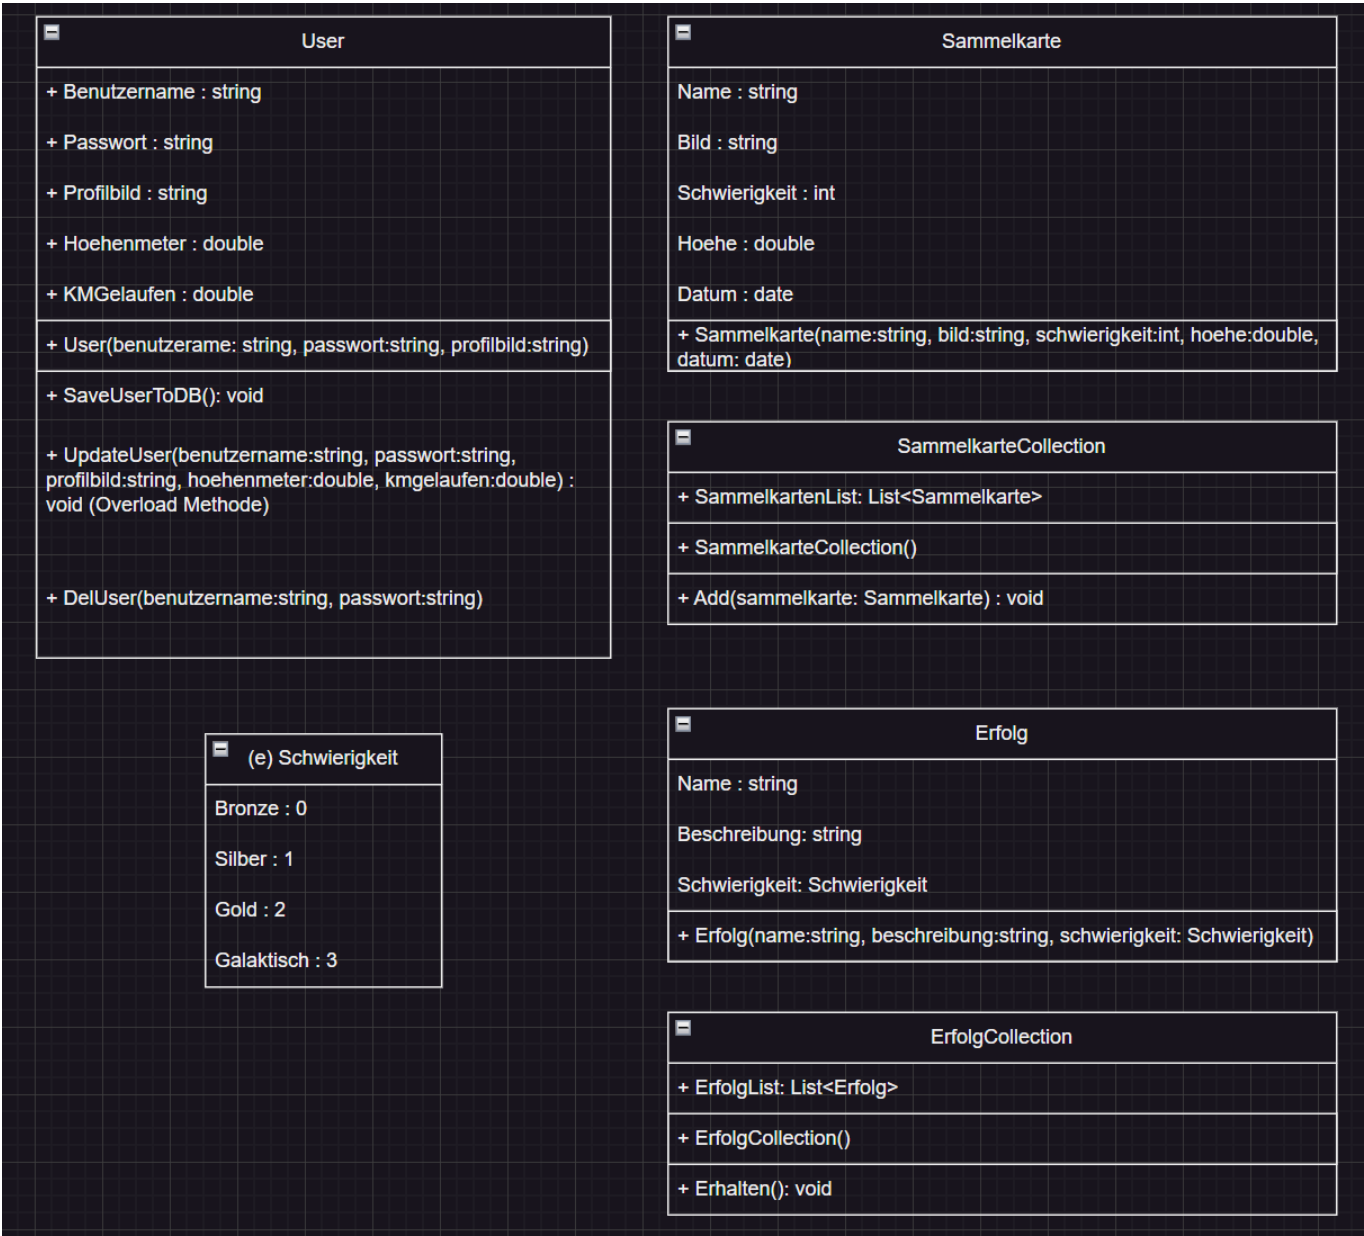 User
+ Benutzername : string
+ Passwort : string
+ Profilbild : string
+ Hoehenmeter : double
+ KMGelaufen : double
+ User(benutzerame: string, passwort:string, profilbild:string)
+ SaveUserToDB(): void
+ UpdateUser(benutzername:string, passwort:string,
profilbild:string, hoehenmeter:double, kmgelaufen:double) :
void (Overload Methode)
+ DelUser(benutzername:string, passwort:string)
(e) Schwierigkeit
Bronze : 0
Silber : 1
Gold : 2
Galaktisch : 3
Sammelkarte
Name : string
Bild : string
Schwierigkeit : int
Hoehe : double
Datum : date
+ Sammelkarte(name:string, bild:string, schwierigkeit:int, hoehe:double,
datum: date)
SammelkarteCollection
+ SammelkartenList: List<Sammelkarte>
+ SammelkarteCollection()
+ Add(sammelkarte: Sammelkarte) : void
Erfolg
Name : string
Beschreibung: string
Schwierigkeit: Schwierigkeit
+ Erfolg(name:string, beschreibung:string, schwierigkeit: Schwierigkeit)
ErfolgCollection
+ ErfolgList: List<Erfolg>
+ ErfolgCollection()
+ Erhalten(): void